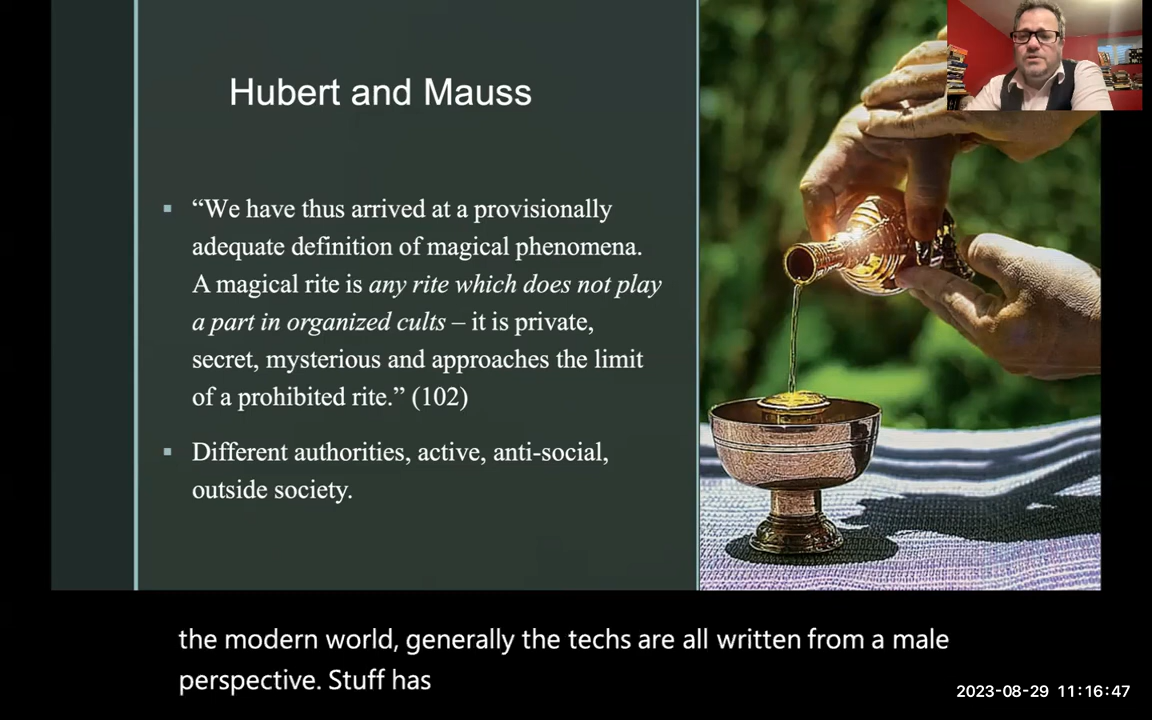 Hubert and Mauss
▪ “We have thus arrived at a provisionally
adequate definition of magical phenomena.
A magical rite is any rite which does not play
a part in organized cults – it is private,
secret, mysterious and approaches the limit
of a prohibited rite.” (102)
▪ Different authorities, active, anti-social,
outside society.
the modern world, generally the techs are all written from a male
perspective. Stuff has
2023-08-29 11:16:47